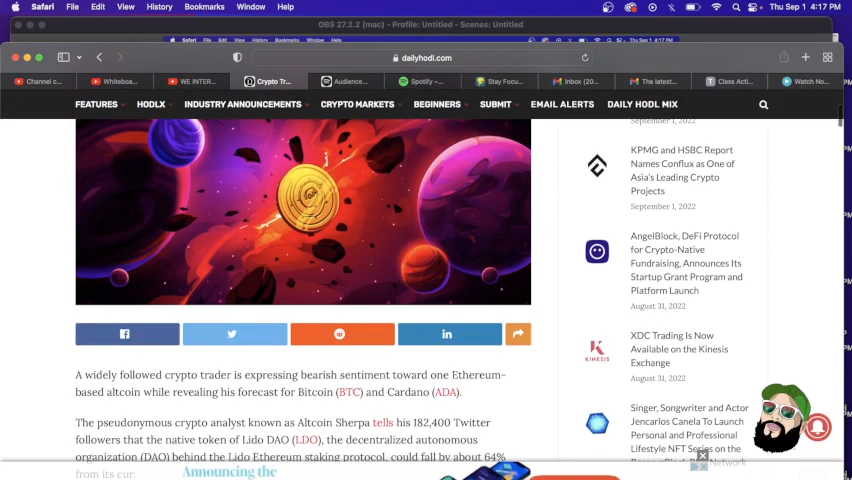 Safari File Edit View History Bookmarks Window Help Thu Sep 1 4:17 PM
OBS 27.2.2 (mac) - Profile: Untitled - Scenes: Untitled
dailyhodl.com
Channel c... Whiteboa... WE INTER... Crypto Tr... Audience... Spotify –... Stay Focu... Inbox (20... The latest... Class Acti... Watch No...
FEATURES HODLX INDUSTRY ANNOUNCEMENTS CRYPTO MARKETS BEGINNERS SUBMIT EMAIL ALERTS DAILY HODL MIX
September 1, 2022
KPMG and HSBC Report
Names Conflux as One of
Asia's Leading Crypto
Projects
September 1, 2022
AngelBlock, DeFi Protocol
for Crypto-Native
Fundraising, Announces Its
Startup Grant Program and
Platform Launch
August 31, 2022
XDC Trading Is Now
Available on the Kinesis
Exchange
August 31, 2022
KINESIS
Singer, Songwriter and Actor
Jencarlos Canela To Launch
Personal and Professional
Lifestyle NFT Series on the
Network
A widely followed crypto trader is expressing bearish sentiment toward one Ethereum-
based altcoin while revealing his forecast for Bitcoin (BTC) and Cardano (ADA).
The pseudonymous crypto analyst known as Altcoin Sherpa tells his 182,400 Twitter
followers that the native token of Lido DAO (LDO), the decentralized autonomous
organization (DAO) behind the Lido Ethereum staking protocol, could fall by about 64%
from its cur
Announcing the